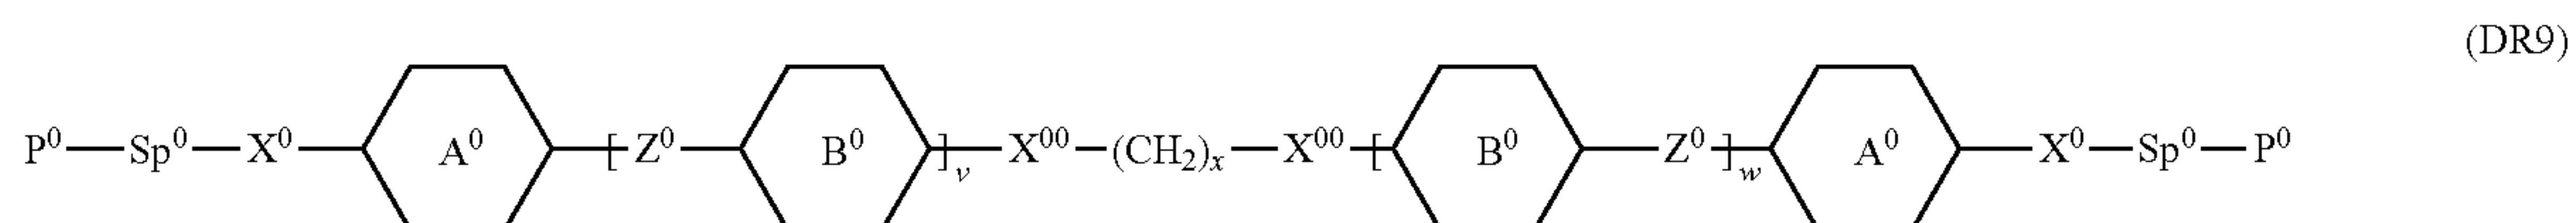 (DR9)
P⁰—Sp⁰—X⁰—A⁰—[Z⁰—B⁰]ᵥ—X⁰⁰—(CH₂)ₓ—X⁰⁰—[B⁰—Z⁰]w—A⁰—X⁰—Sp⁰—P⁰